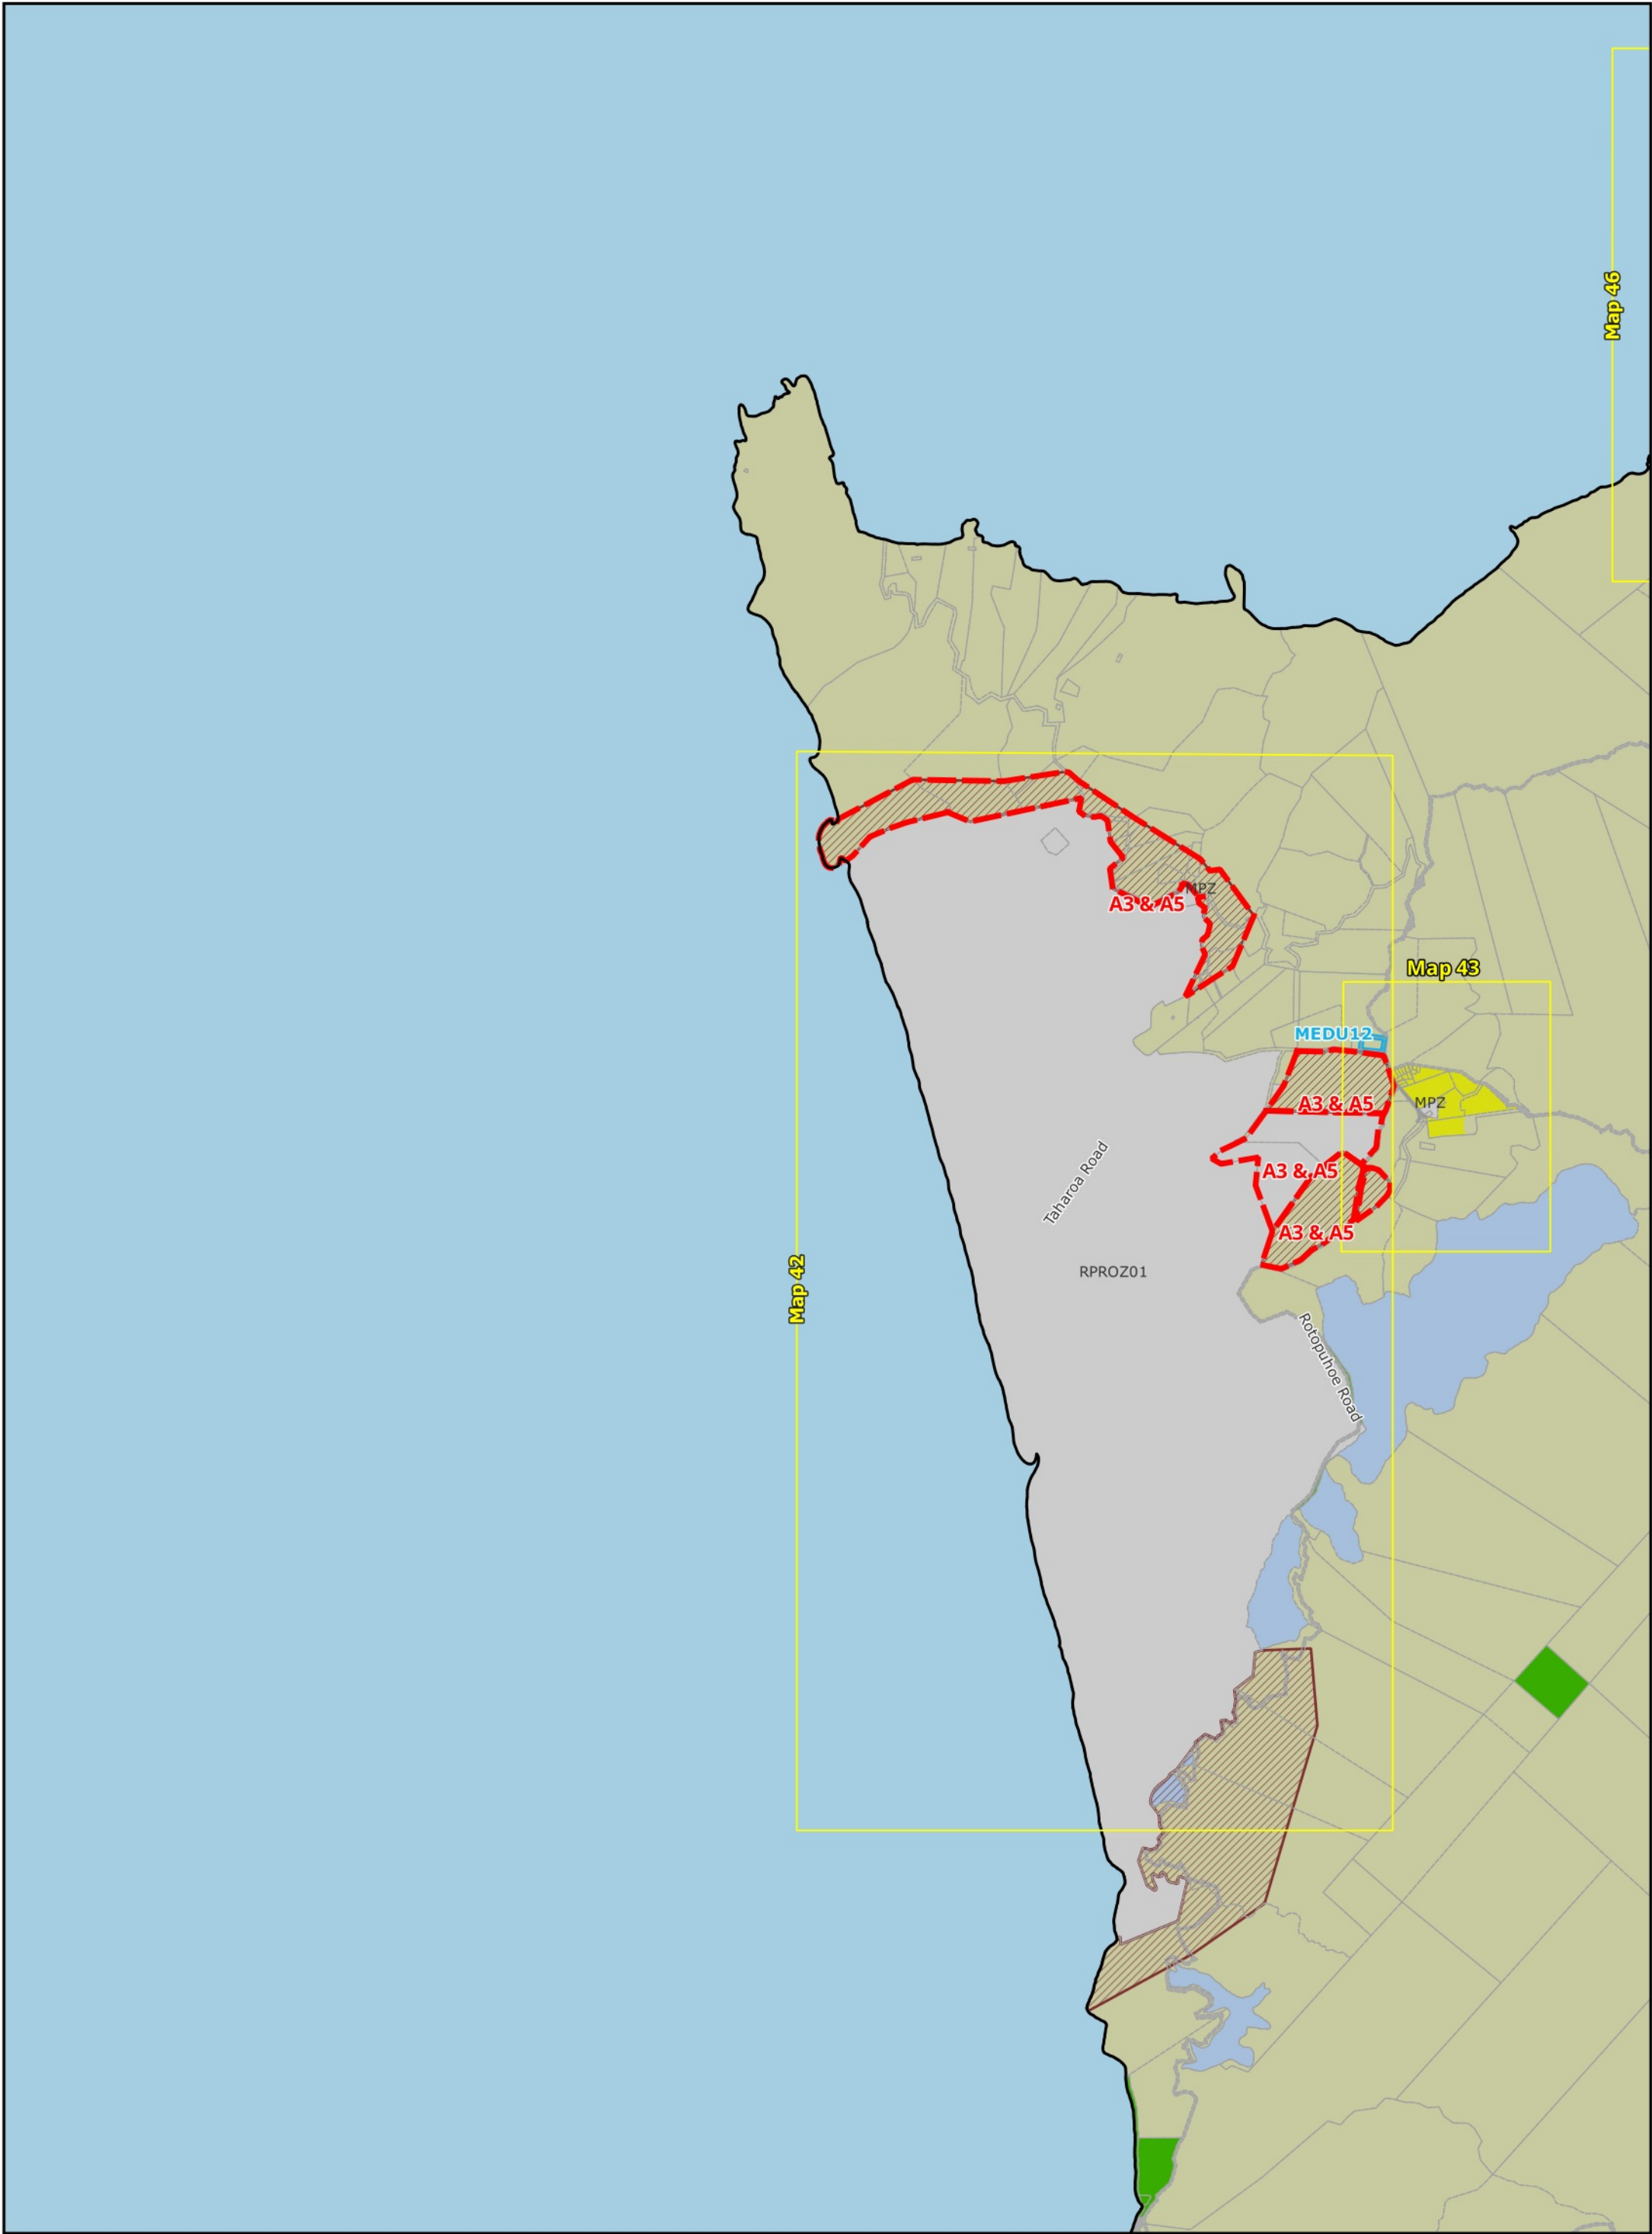 Map 46
MPZ
A3 & A5
Map 43
MEDU12
A3 & A5
MPZ
A3 & A5
Taharoa Road
A3 & A5
RPROZ01
Map 42
Rotopuhoe Road